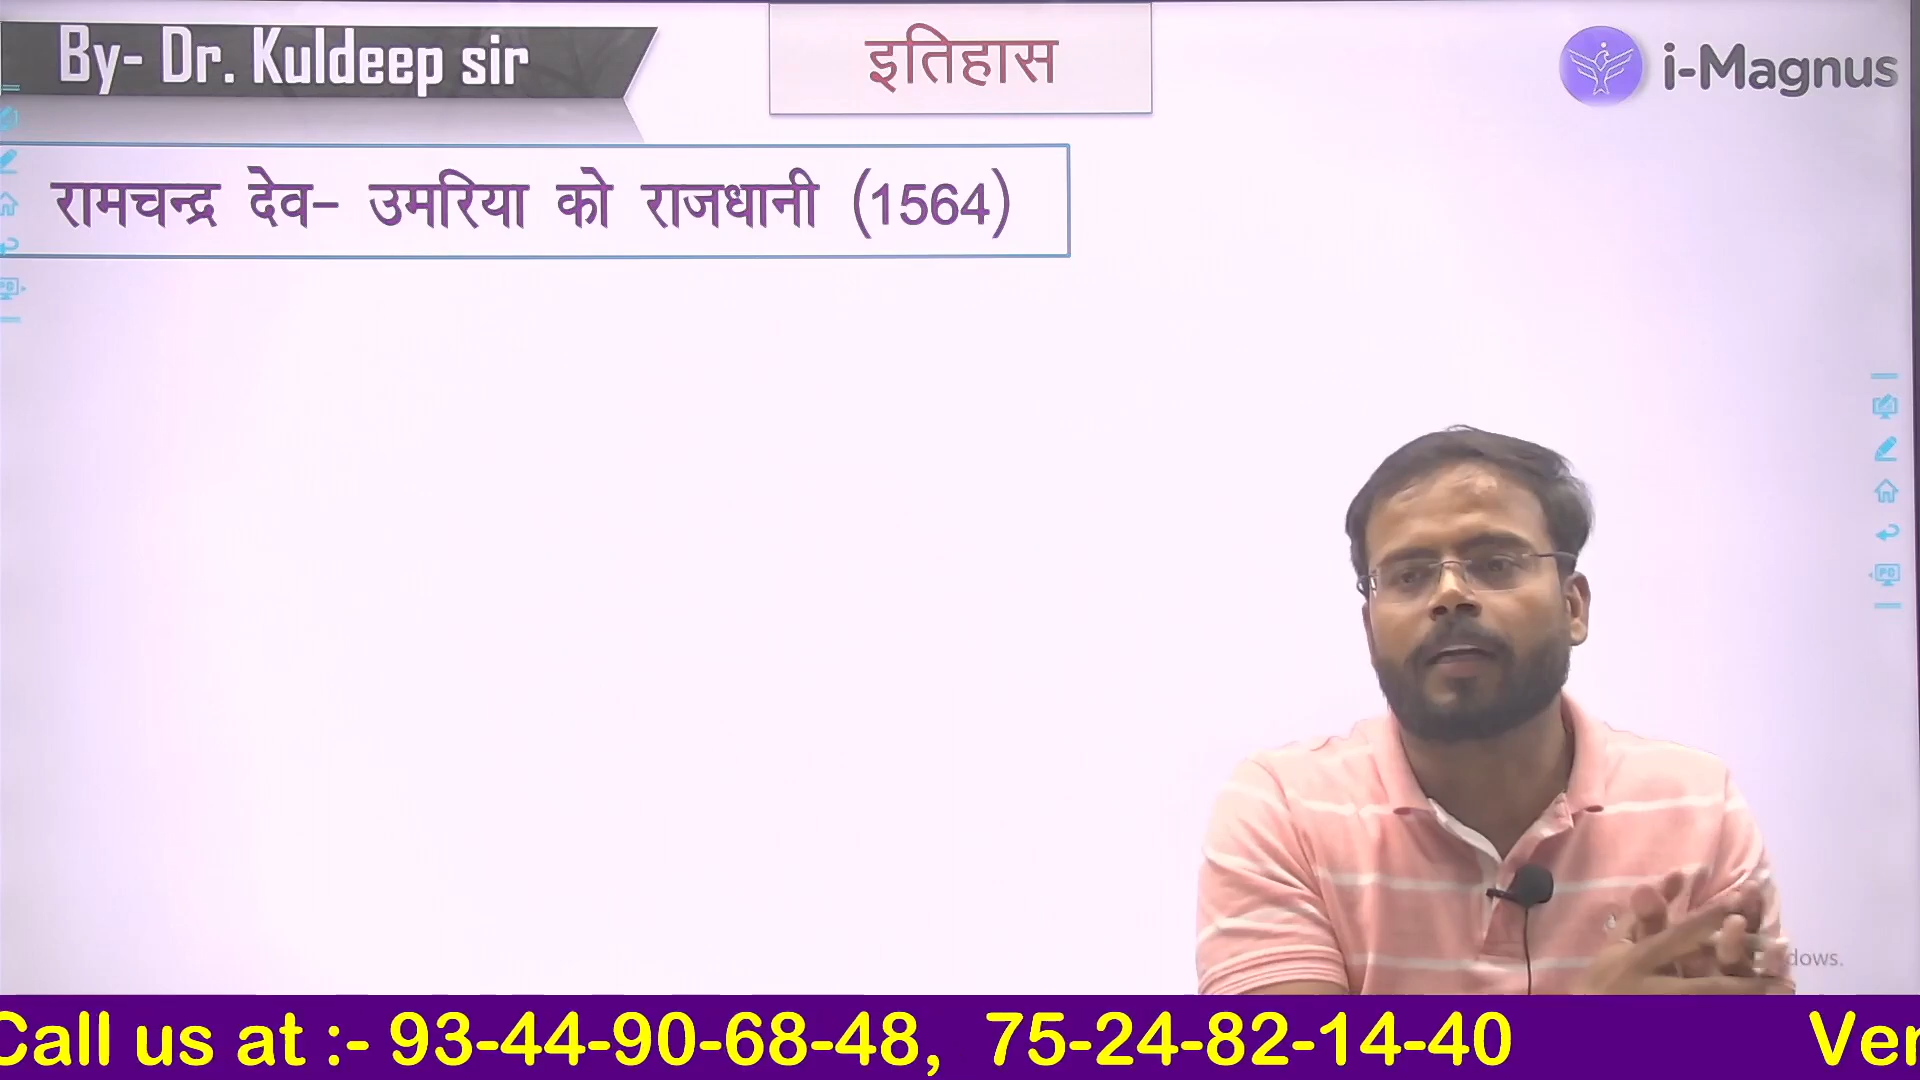 By- Dr. Kuldeep sir
इतिहास
i-Magnus
रामचन्द्र देव- उमरिया को राजधानी (1564)
dows.
Call us at :- 93-44-90-68-48, 75-24-82-14-40
Ver